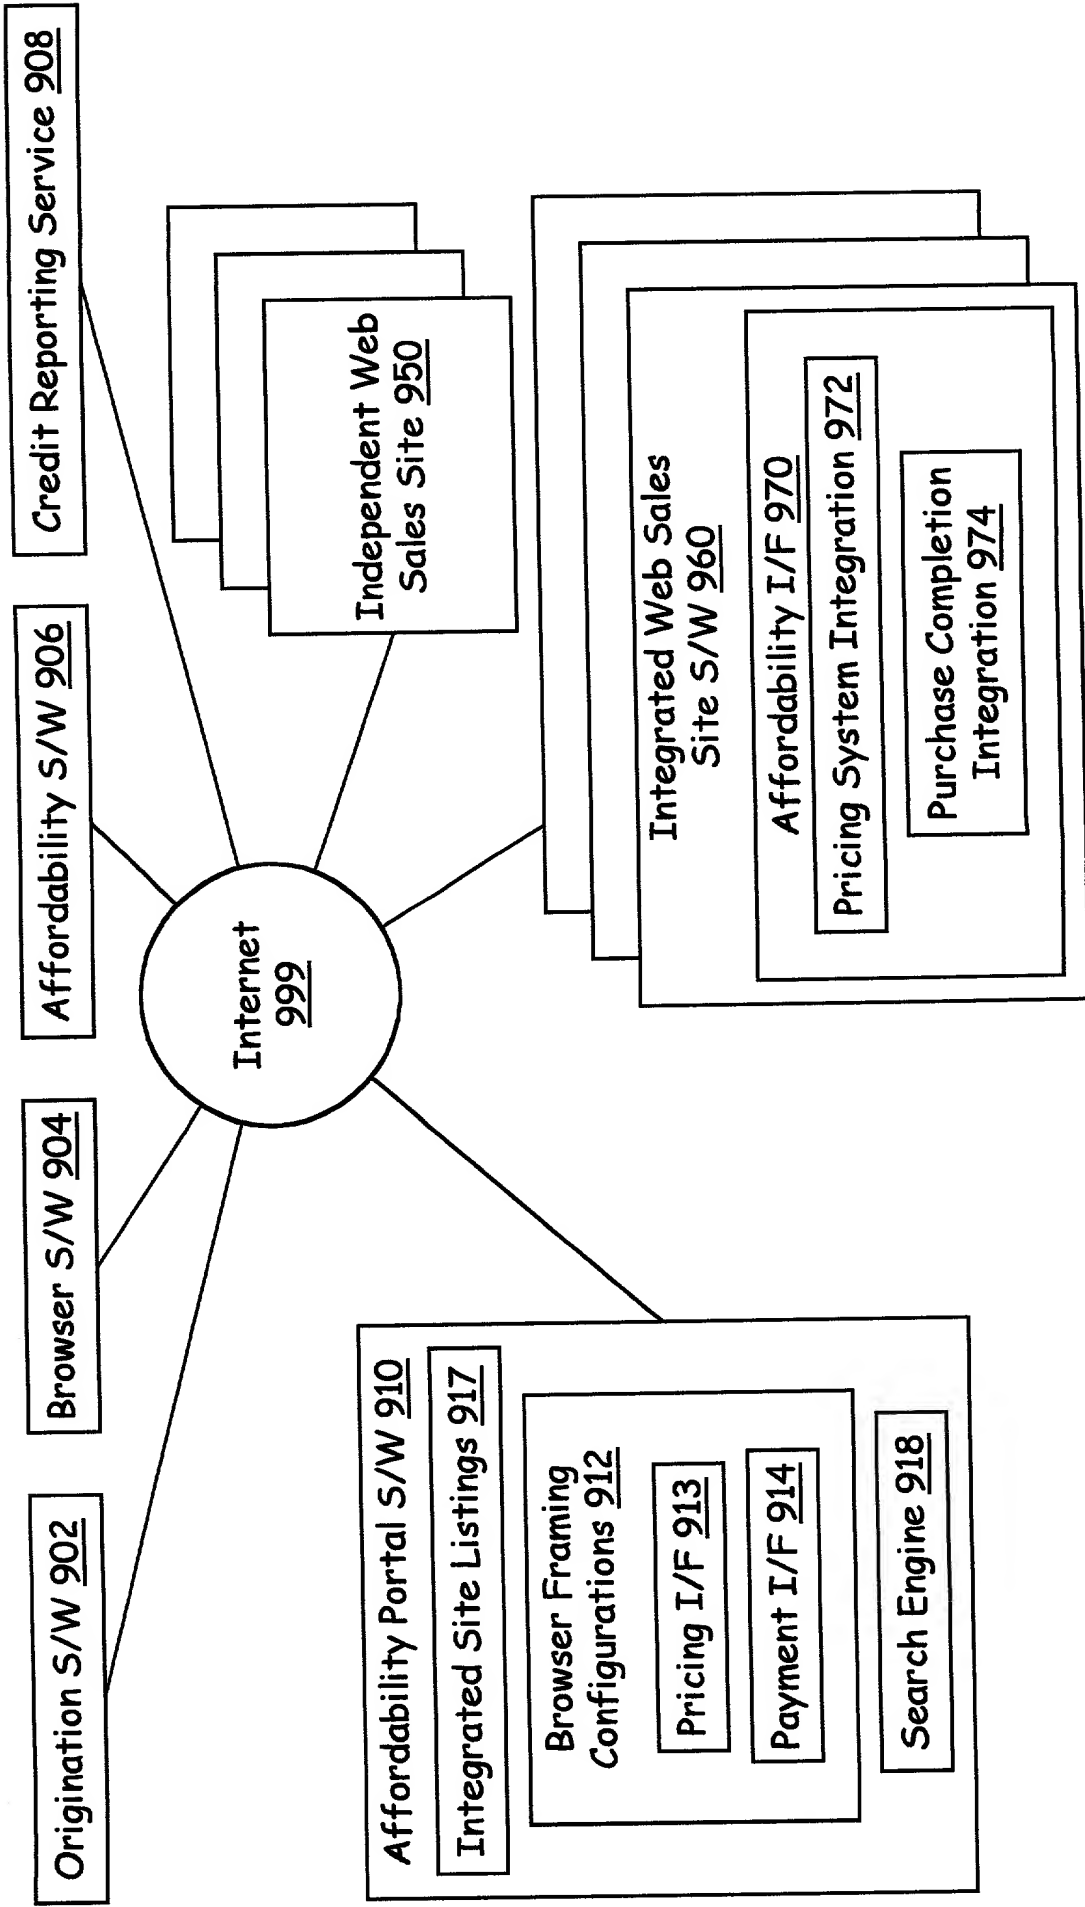 Origination S/W 902
Browser S/W 904
Affordability S/W 906
Credit Reporting Service 908
Internet
999
Independent Web
Sales Site 950
Affordability Portal S/W 910
Integrated Site Listings 917
Browser Framing
Configurations 912
Pricing I/F 913
Payment I/F 914
Search Engine 918
Integrated Web Sales
Site S/W 960
Affordability I/F 970
Pricing System Integration 972
Purchase Completion
Integration 974